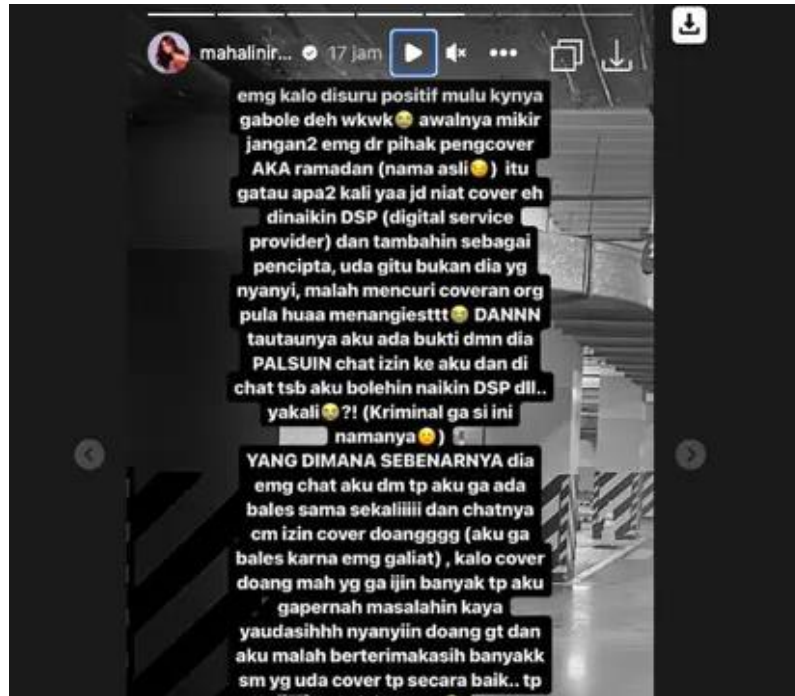 mahalinir... 17 jam
emg kalo disuru positif mulu kynya
gabole deh wkwk🥲 awalnya mikir
jangan2 emg dr pihak pengcover
AKA ramadan (nama asli😔) itu
gatau apa2 kali yaa jd niat cover eh
dinaikin DSP (digital service
provider) dan tambahin sebagai
pencipta, uda gitu bukan dia yg
nyanyi, malah mencuri coveran org
pula huaa menangiesttt🥲 DANNN
tautaunya aku ada bukti dmn dia
PALSUIN chat izin ke aku dan di
chat tsb aku bolehin naikin DSP dll..
yakali🥲?! (Kriminal ga si ini
namanya🙁)
YANG DIMANA SEBENARNYA dia
emg chat aku dm tp aku ga ada
bales sama sekaliiiiii dan chatnya
cm izin cover doangggg (aku ga
bales karna emg galiat) , kalo cover
doang mah yg ga ijin banyak tp aku
gapernah masalahin kaya
yaudasihhh nyanyiin doang gt dan
aku malah berterimakasih banyakk
sm yg uda cover tp secara baik.. tp